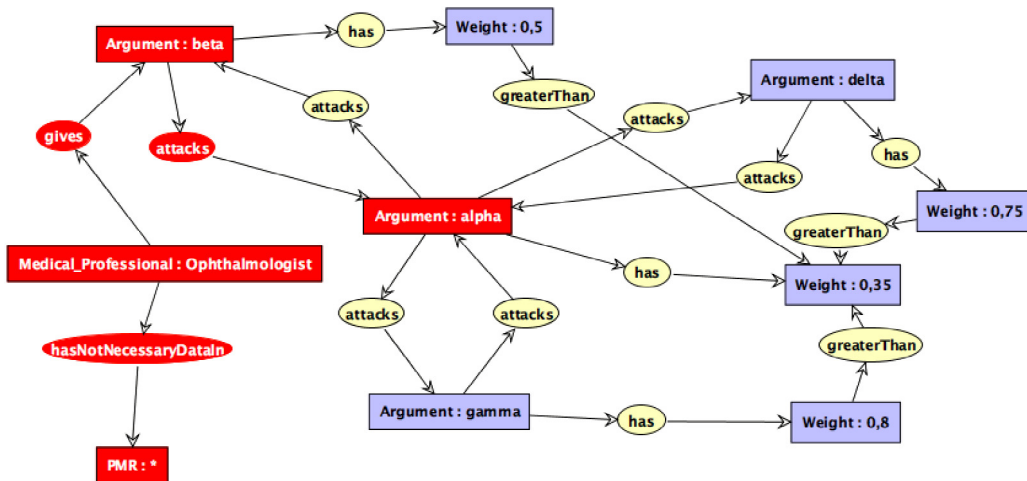 has
Weight : 0,5
Argument : beta
Argument : delta
greaterThan
attacks
attacks
gives
attacks
has
attacks
Argument : alpha
Weight : 0,75
greaterThan
Medical_Professional : Ophthalmologist
has
Weight : 0,35
attacks
attacks
hasNotNecessaryDataIn
greaterThan
Argument : gamma
has
Weight : 0,8
PMR : *